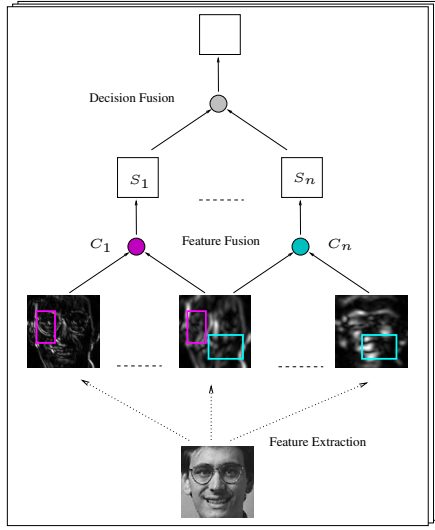 Decision Fusion
S1
Sn
C1
Feature Fusion
Cn
Feature Extraction